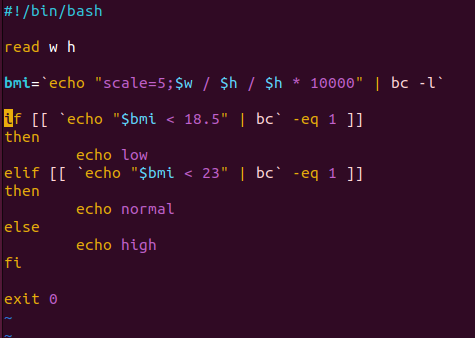 #!/bin/bash
read w h
bmi=`echo "scale=5;$w / $h / $h * 10000" | bc -l`
if [[ `echo "$bmi < 18.5" | bc` -eq 1 ]]
then
        echo low
elif [[ `echo "$bmi < 23" | bc` -eq 1 ]]
then
        echo normal
else
        echo high
fi
exit 0
~
~